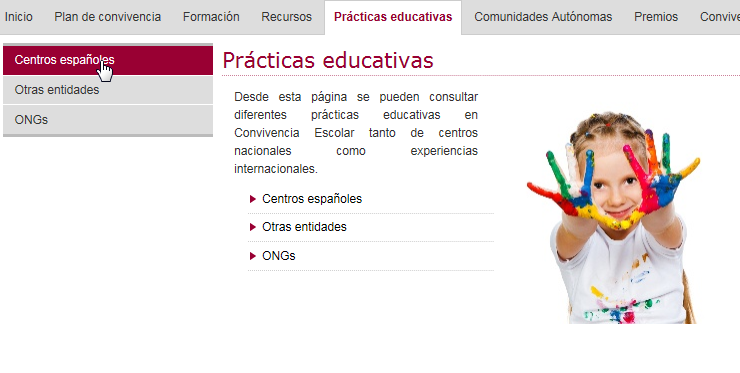 Inicio Plan de convivencia Formación Recursos Prácticas educativas Comunidades Autónomas Premios Convive
Centros españoles
Otras entidades
ONGs
Prácticas educativas
Desde esta página se pueden consultar
diferentes prácticas educativas en
Convivencia Escolar tanto de centros
nacionales como experiencias
internacionales.
Centros españoles
Otras entidades
ONGs